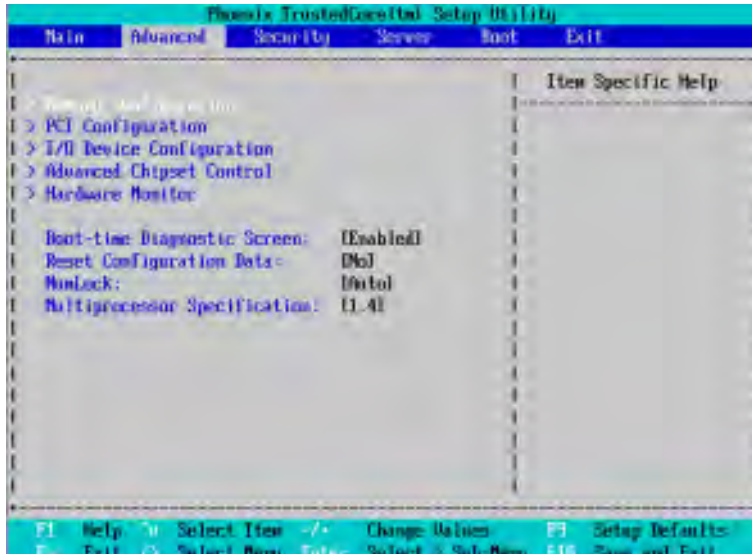 Phoenix TrustedCore(tm) Setup Utility
Main Advanced Security Server Boot Exit
Item Specific Help
> Configuration
> PCI Configuration
> I/O Device Configuration
> Advanced Chipset Control
> Hardware Monitor
Boot-time Diagnostic Screen: [Enabled]
Reset Configuration Data: [No]
NumLock: [Auto]
Multiprocessor Specification: [1.4]
F1 Help Select Item -/+ Change Values F9 Setup Defaults
Exit Select Menu Enter Select > Sub-Menu F10 Save and Exit